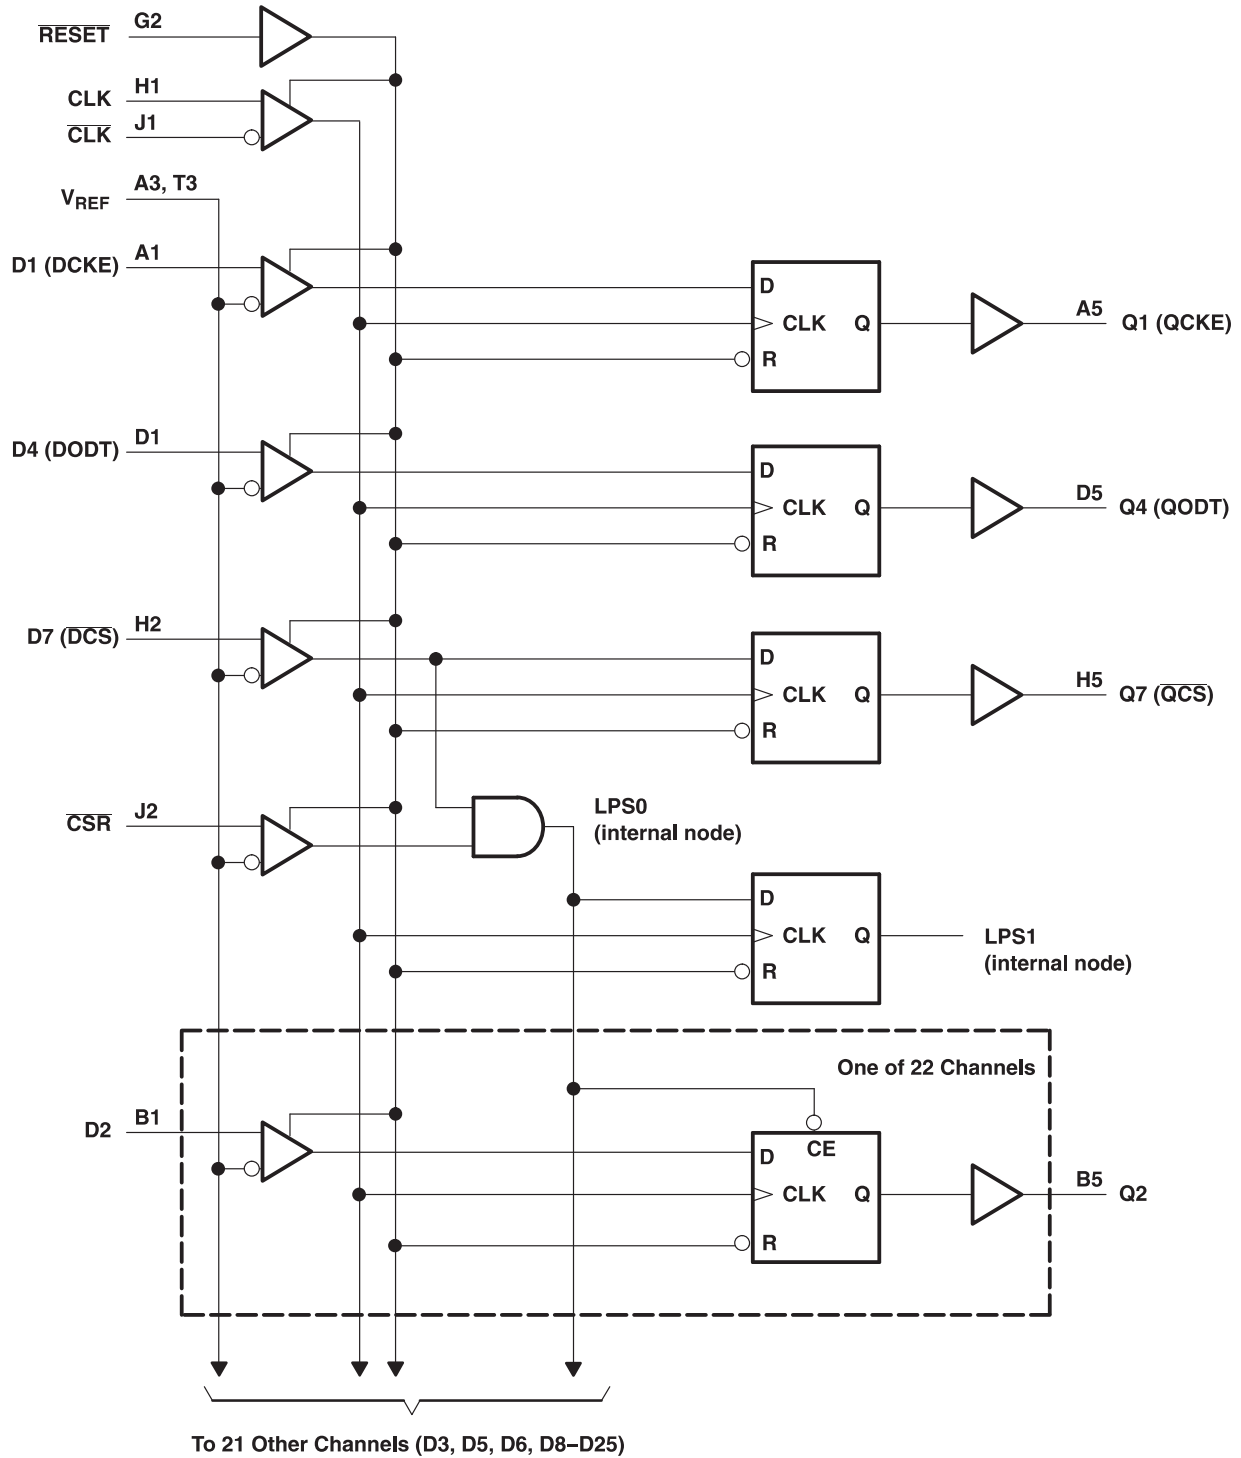 RESET G2
CLK H1
CLK J1
VREF A3, T3
D1 (DCKE) A1
D
CLK Q
R
A5 Q1 (QCKE)
D4 (DODT) D1
D
CLK Q
R
D5 Q4 (QODT)
D7 (DCS) H2
D
CLK Q
R
H5 Q7 (QCS)
CSR J2
LPS0
(internal node)
D
CLK Q
R
LPS1
(internal node)
One of 22 Channels
D2 B1
CE
D
CLK Q
R
B5 Q2
To 21 Other Channels (D3, D5, D6, D8–D25)